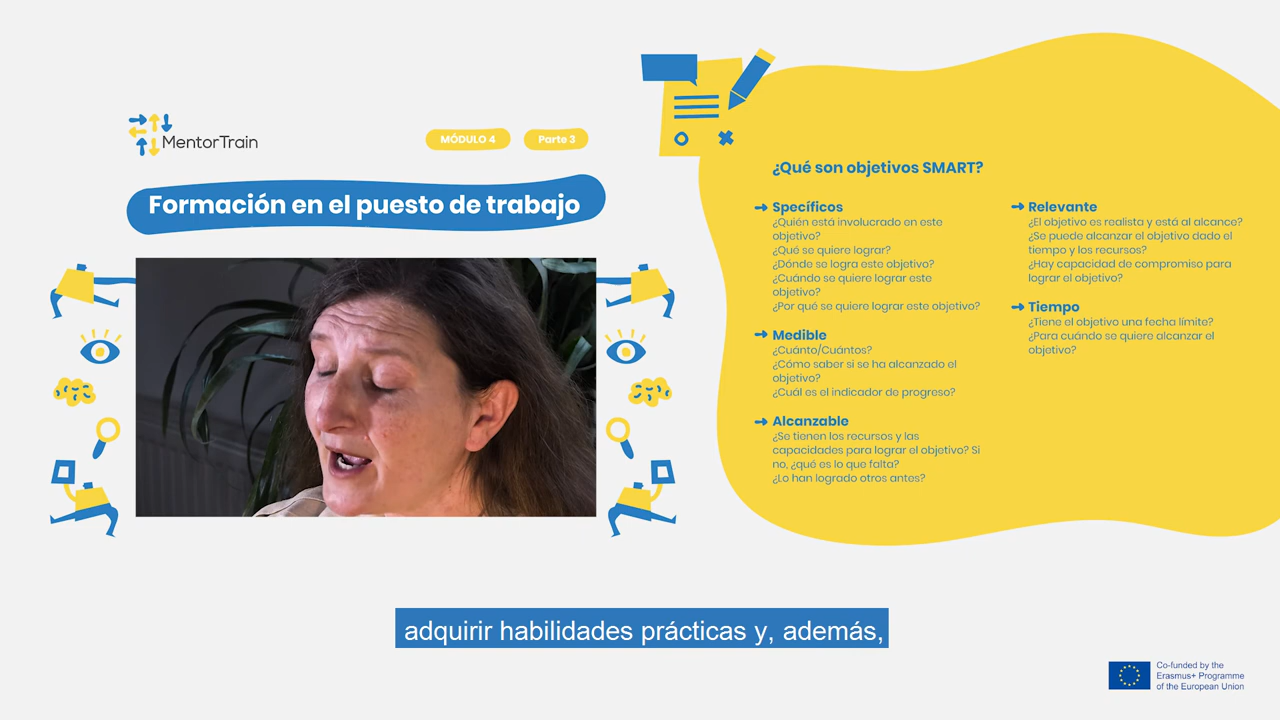 MentorTrain
MÓDULO 4
Parte 3
Formación en el puesto de trabajo
¿Qué son objetivos SMART?
Específicos
¿Quién está involucrado en este
objetivo?
¿Qué se quiere lograr?
¿Dónde se logra este objetivo?
¿Cuándo se quiere lograr este
objetivo?
¿Por qué se quiere lograr este objetivo?
Medible
¿Cuánto/Cuántos?
¿Cómo saber si se ha alcanzado el
objetivo?
¿Cuál es el indicador de progreso?
Alcanzable
¿Se tienen los recursos y las
capacidades para lograr el objetivo? Si
no, ¿qué es lo que falta?
¿Lo han logrado otros antes?
Relevante
¿El objetivo es realista y está al alcance?
¿Se puede alcanzar el objetivo dado el
tiempo y los recursos?
¿Hay capacidad de compromiso para
lograr el objetivo?
Tiempo
¿Tiene el objetivo una fecha límite?
¿Para cuándo se quiere alcanzar el
objetivo?
adquirir habilidades prácticas y, además,
Co-funded by the
Erasmus+ Programme
of the European Union